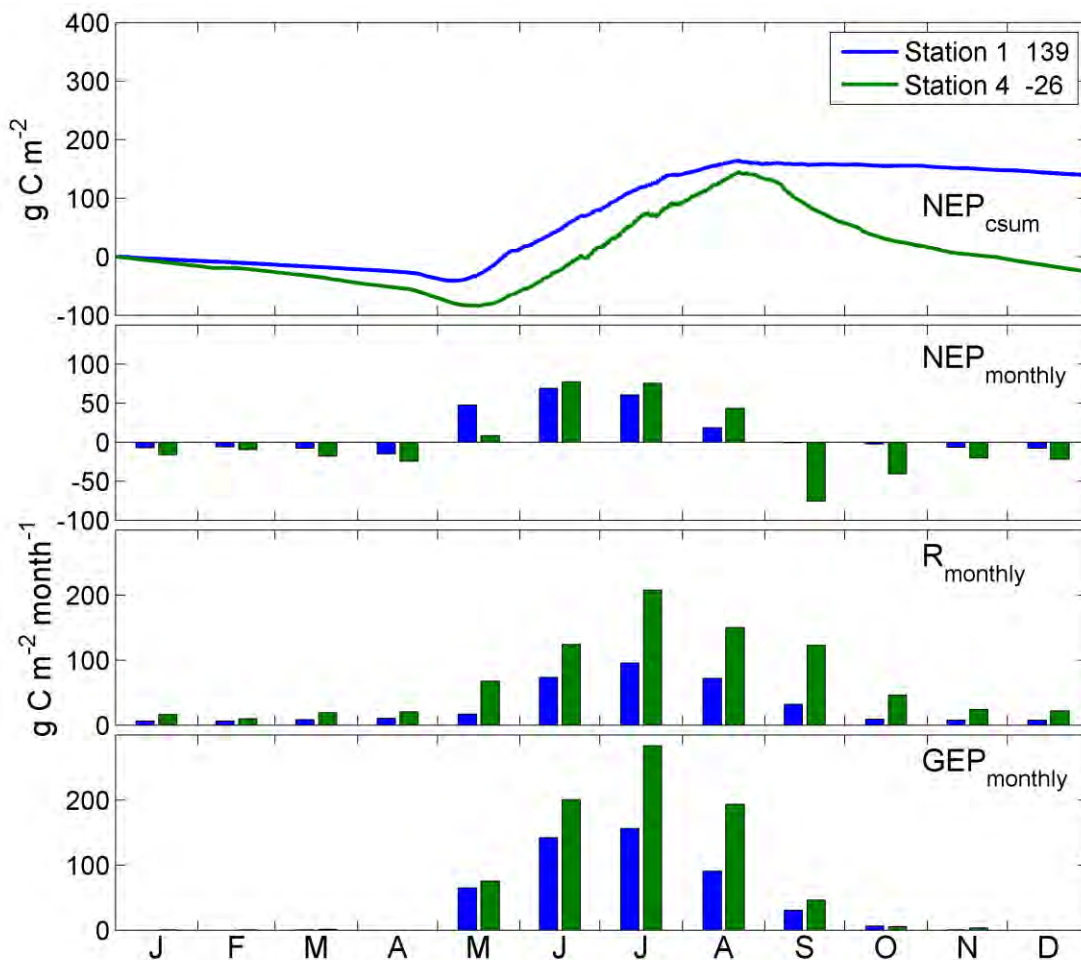 400
300
200
100
0
-100
g C m-2
Station 1 139
Station 4 -26
NEPcsum
100
50
0
-50
-100
NEPmonthly
g C m-2 month-1
200
100
0
Rmonthly
200
100
0
GEPmonthly
J F M A M J J A S O N D